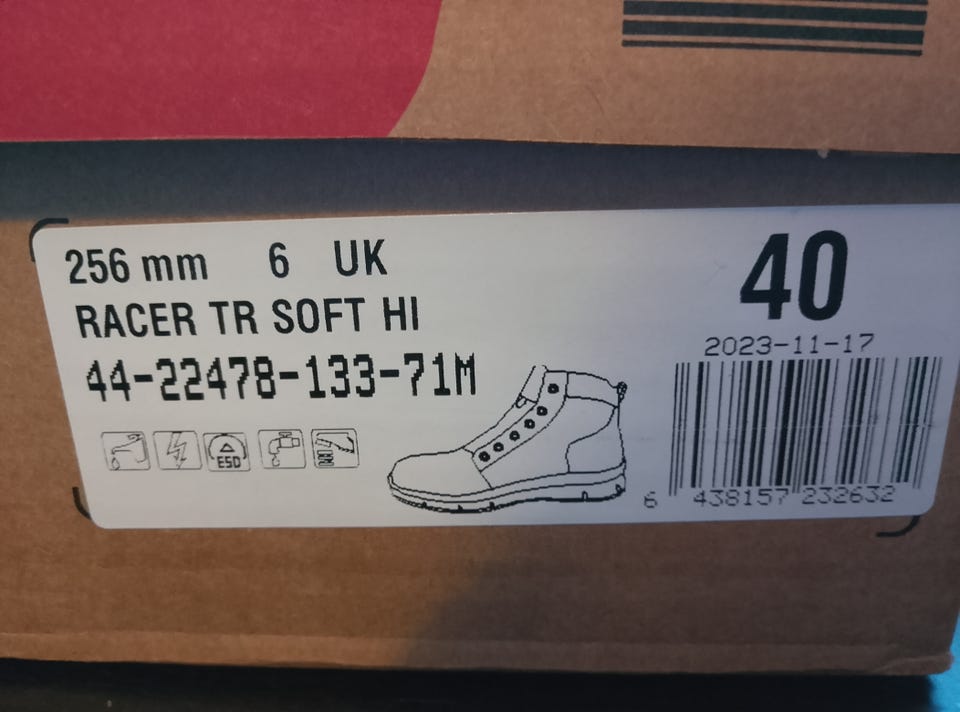 256 mm 6 UK
40
RACER TR SOFT HI
2023-11-17
44-22478-133-71M
ESD
6 438157 232632